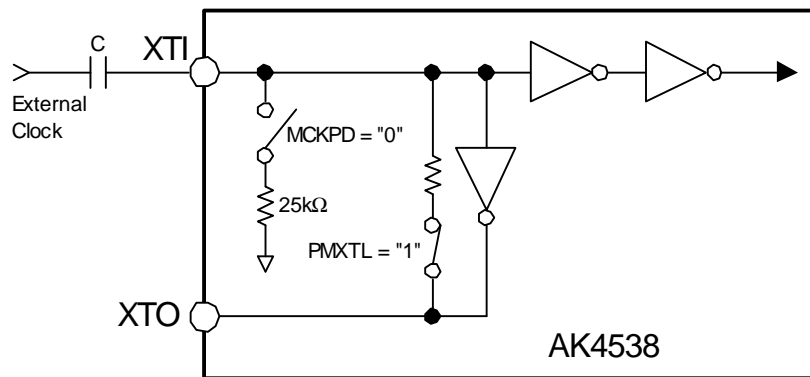 C
XTI
External
Clock
MCKPD = "0"
25kΩ
PMXTL = "1"
XTO
AK4538